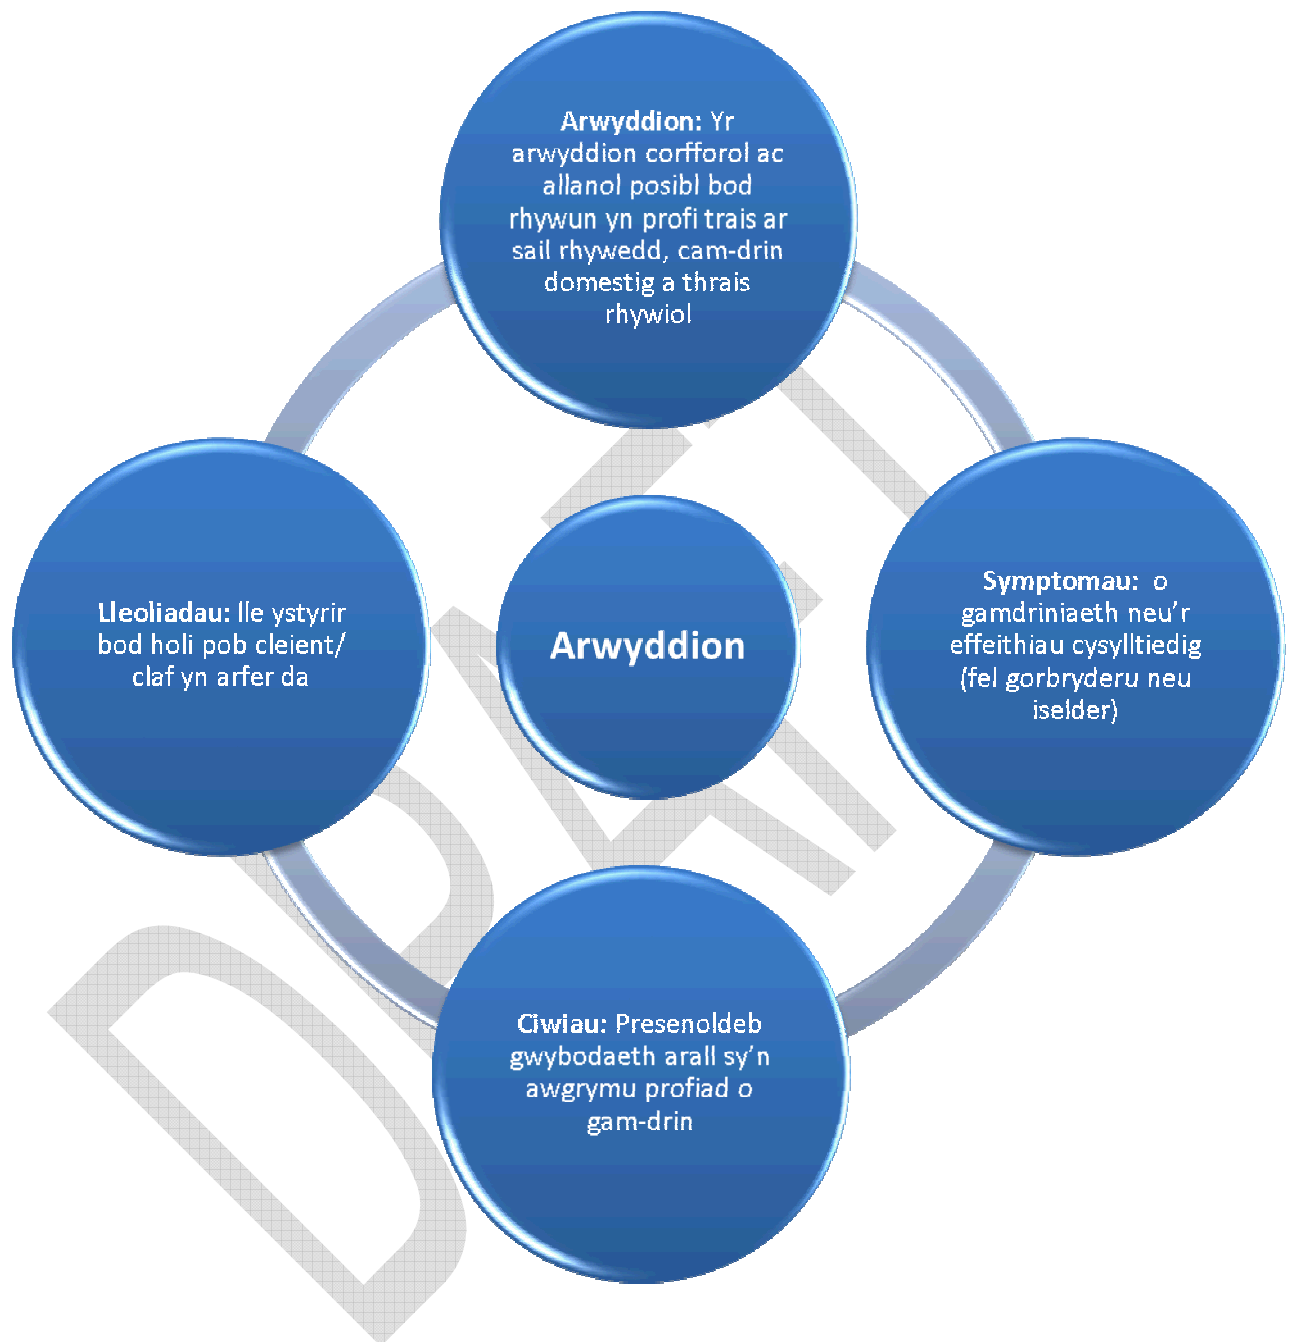 Arwyddion: Yr
arwyddion corfforol ac
allanol posibl bod
rhywun yn profi trais ar
sail rhywedd, cam-drin
domestig a thrais
rhywiol
Symptomau: o
gamdriniaeth neu’r
effeithiau cysylltiedig
(fel gorbryderu neu
iselder)
Ciwiau: Presenoldeb
gwybodaeth arall sy’n
awgrymu profiad o
gam-drin
Lleoliadau: lle ystyrir
bod holi pob cleient/
claf yn arfer da
Arwyddion
DRAFT